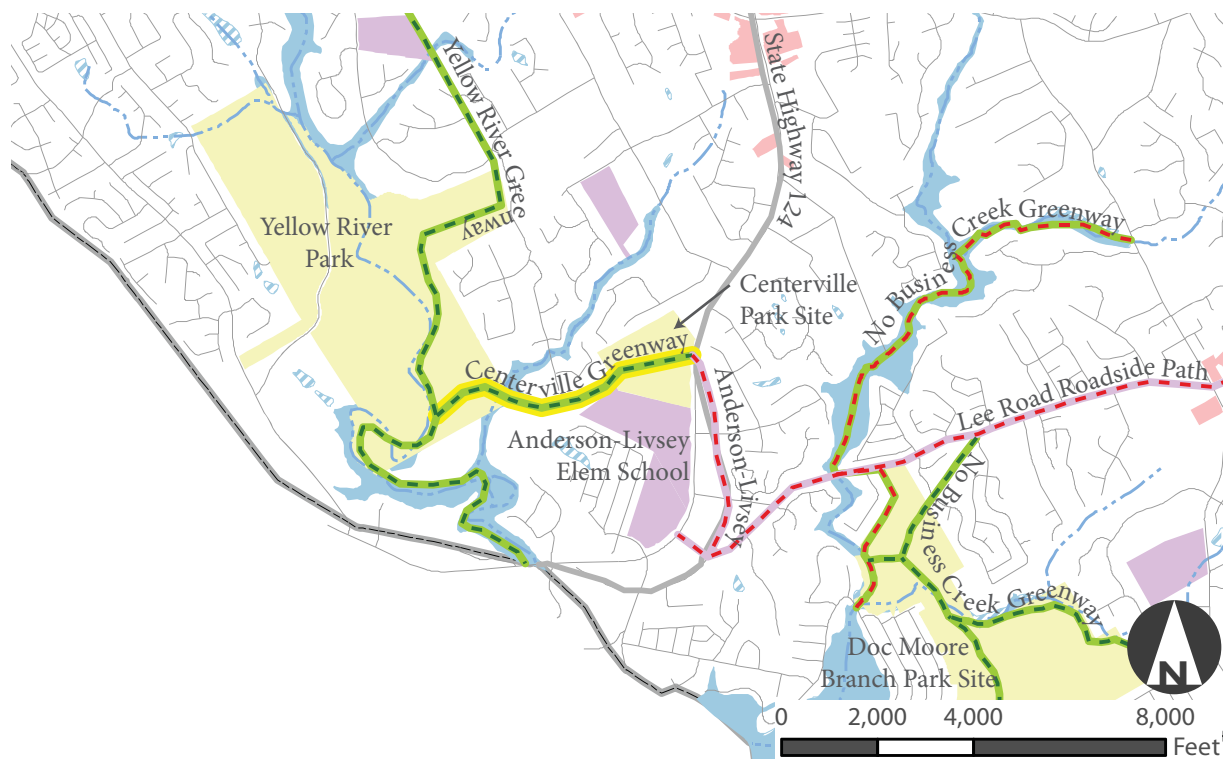 Yellow River Gree
nway
State Highway 124
Yellow River
Park
No Business Creek Greenway
Centerville
Park Site
Centerville Greenway
Lee Road Roadside Path
Anderson-Livsey
Anderson-Livsey
Elem School
No Business Creek Greenway
Doc Moore
Branch Park Site
N
0 2,000 4,000 8,000
Feet